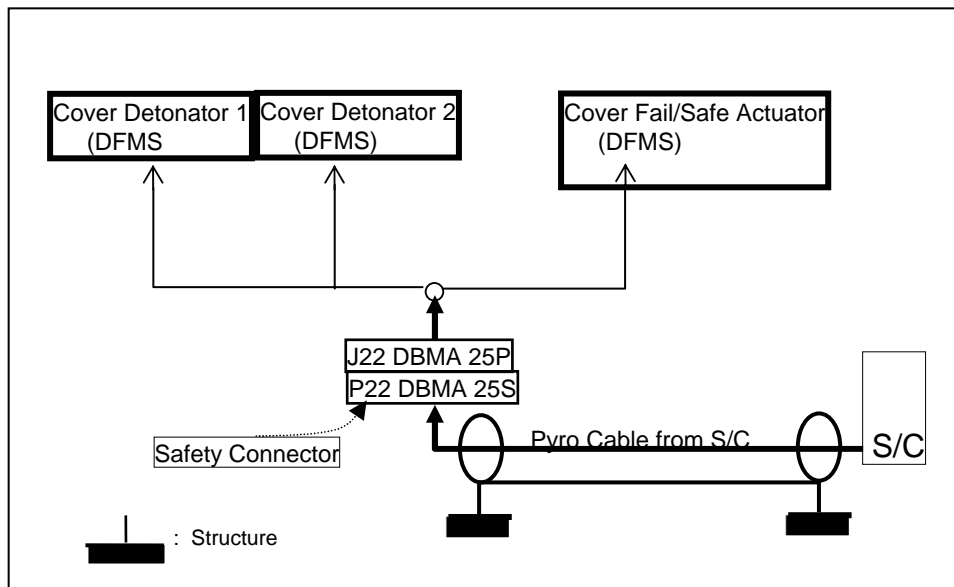 Cover Detonator 1
(DFMS
Cover Detonator 2
(DFMS)
Cover Fail/Safe Actuator
(DFMS)
J22 DBMA 25P
P22 DBMA 25S
Safety Connector
Pyro Cable from S/C
S/C
: Structure